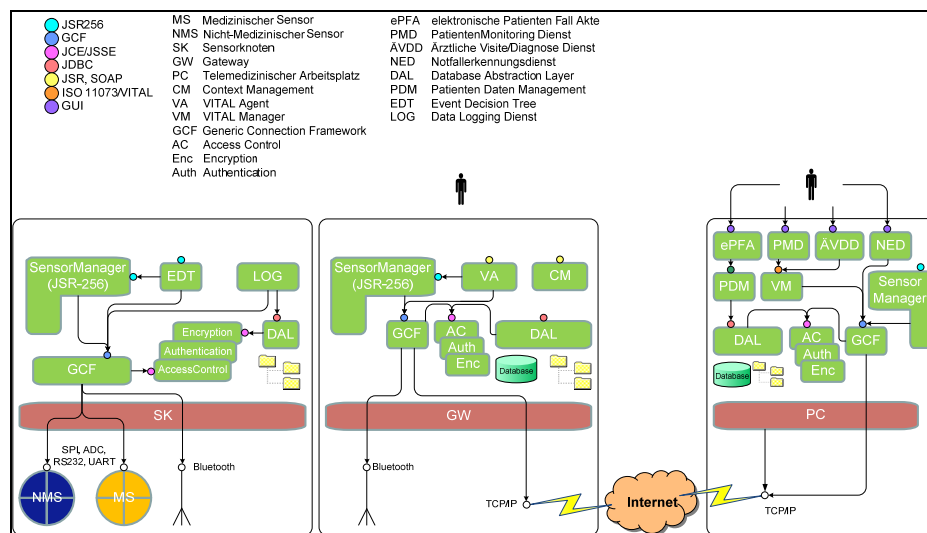 JSR256
GCF
JCE/JSSE
JDBC
JSR, SOAP
ISO 11073/VITAL
GUI
MS Medizinischer Sensor
NMS Nicht-Medizinischer Sensor
SK Sensorknoten
GW Gateway
PC Telemedizinischer Arbeitsplatz
CM Context Management
VA VITAL Agent
VM VITAL Manager
GCF Generic Connection Framework
AC Access Control
Enc Encryption
Auth Authentication
ePFA elektronische Patienten Fall Akte
PMD PatientenMonitoring Dienst
ÄVDD Ärztliche Visite/Diagnose Dienst
NED Notfallerkennungsdienst
DAL Database Abstraction Layer
PDM Patienten Daten Management
EDT Event Decision Tree
LOG Data Logging Dienst
SensorManager
(JSR-256)
EDT
LOG
DAL
Encryption
Authentication
AccessControl
GCF
SK
SPI, ADC,
RS232, UART
NMS
MS
Bluetooth
SensorManager
(JSR-256)
VA
CM
GCF
AC
Auth
Enc
DAL
Database
GW
Bluetooth
TCP/IP
Internet
ePFA
PMD
ÄVDD
NED
PDM
VM
Sensor
Manager
DAL
AC
Auth
Enc
GCF
Database
PC
TCP/IP